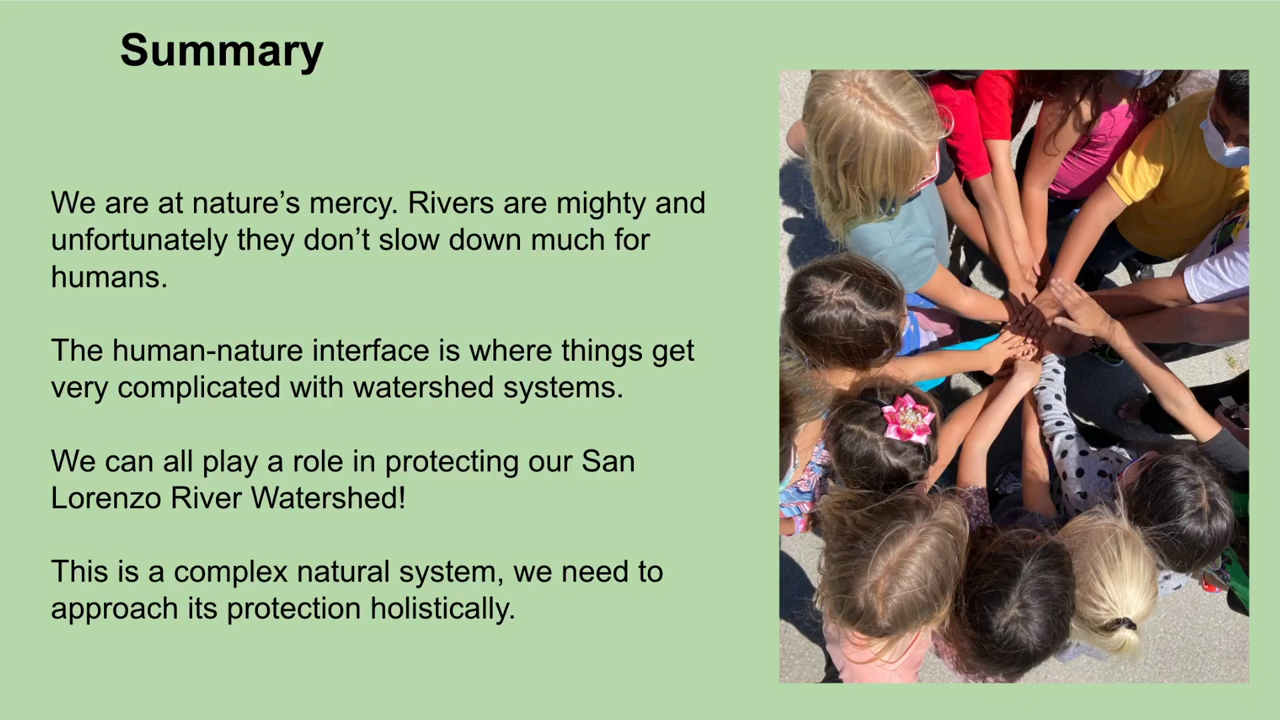 Summary
We are at nature’s mercy. Rivers are mighty and
unfortunately they don’t slow down much for
humans.
The human-nature interface is where things get
very complicated with watershed systems.
We can all play a role in protecting our San
Lorenzo River Watershed!
This is a complex natural system, we need to
approach its protection holistically.